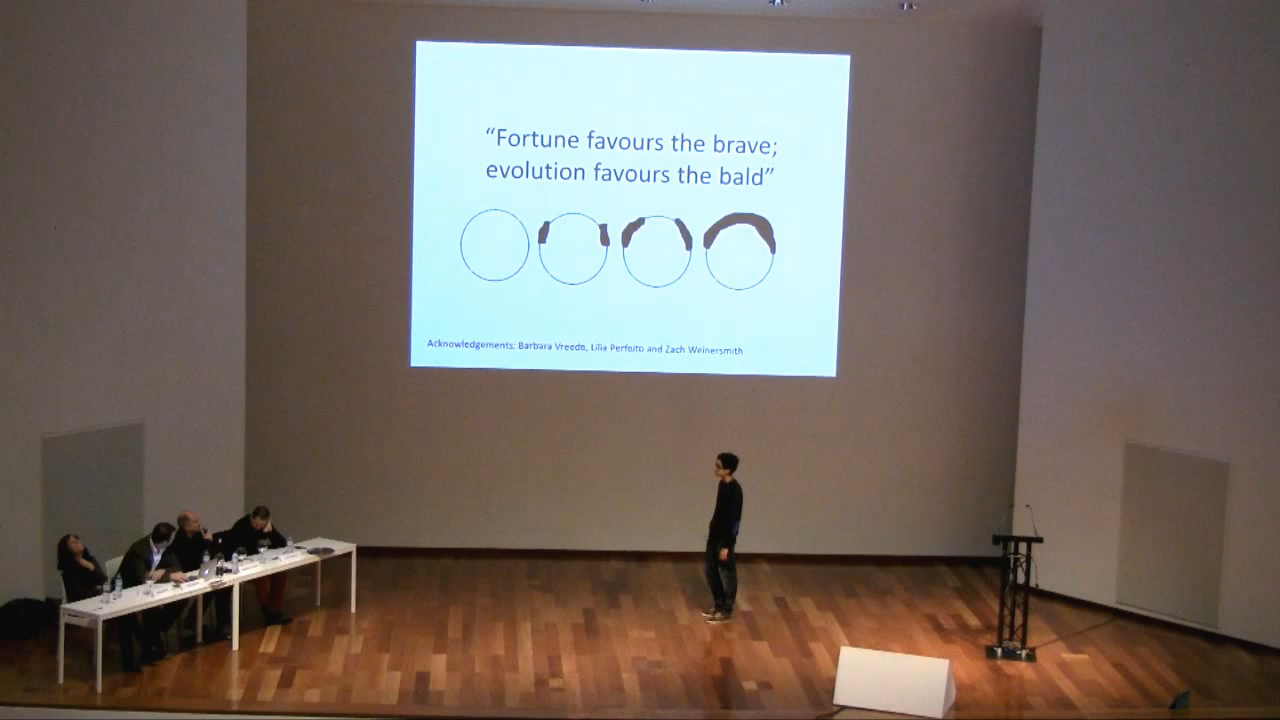 “Fortune favours the brave;
evolution favours the bald”
Acknowledgements: Barbara Vreede, Lilia Perfeito and Zach Weinersmith